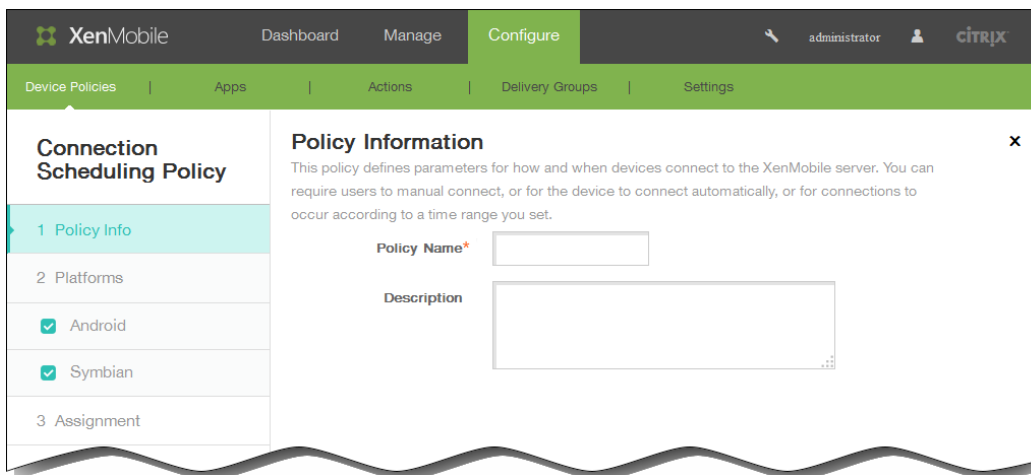 XenMobile Dashboard Manage Configure administrator CİTRIX
Device Policies | Apps | Actions | Delivery Groups | Settings
Connection
Scheduling Policy
1 Policy Info
2 Platforms
Android
Symbian
3 Assignment
Policy Information x
This policy defines parameters for how and when devices connect to the XenMobile server. You can
require users to manual connect, or for the device to connect automatically, or for connections to
occur according to a time range you set.
Policy Name*
Description